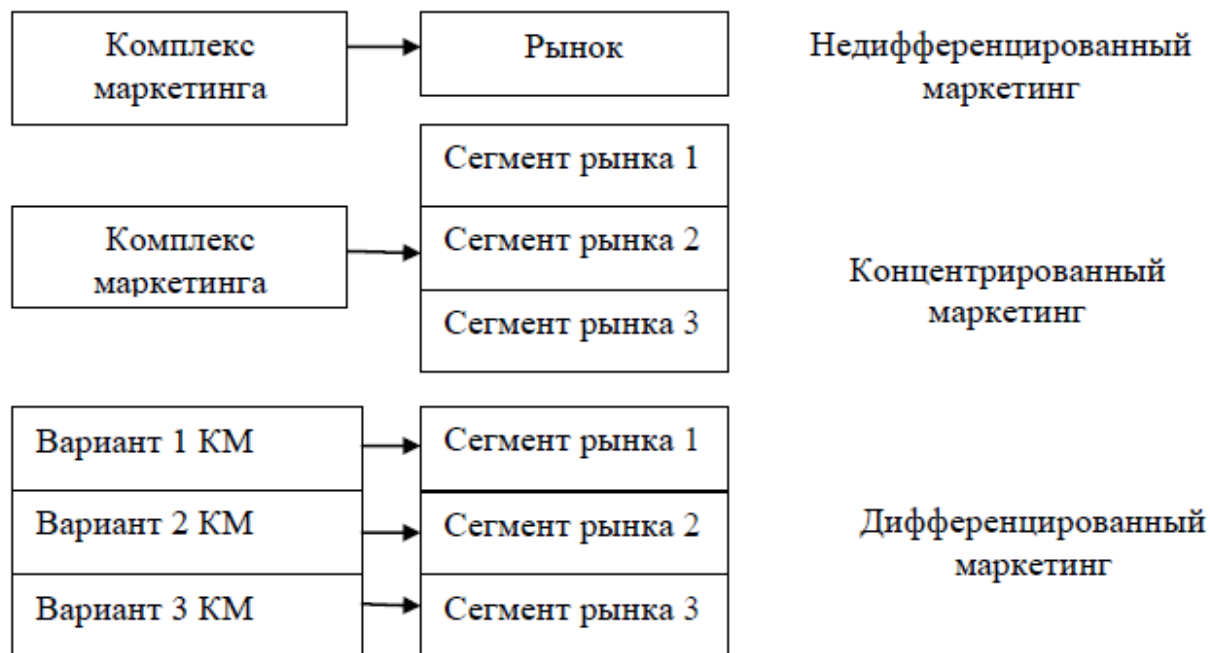 Комплекс
маркетинга
Рынок
Недифференцированный
маркетинг
Сегмент рынка 1
Комплекс
маркетинга
Сегмент рынка 2
Сегмент рынка 3
Концентрированный
маркетинг
Вариант 1 КМ
Сегмент рынка 1
Вариант 2 КМ
Сегмент рынка 2
Вариант 3 КМ
Сегмент рынка 3
Дифференцированный
маркетинг